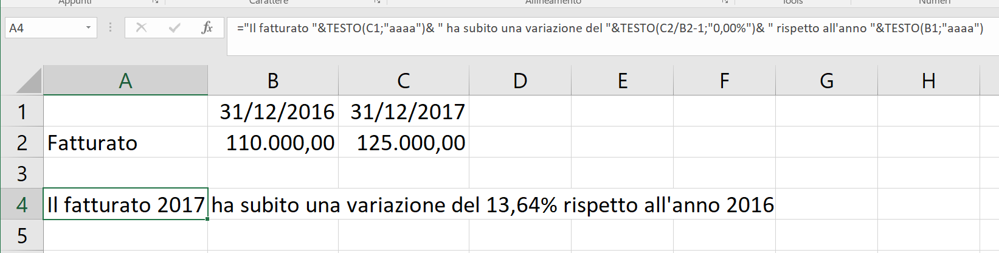 Appunti Carattere Allineamento Tools Numeri
A4 fx ="Il fatturato "&TESTO(C1;"aaaa")& " ha subito una variazione del "&TESTO(C2/B2-1;"0,00%")& " rispetto all'anno "&TESTO(B1;"aaaa")
A B C D E F G H
1 31/12/2016 31/12/2017
2 Fatturato 110.000,00 125.000,00
3
4 Il fatturato 2017 ha subito una variazione del 13,64% rispetto all'anno 2016
5